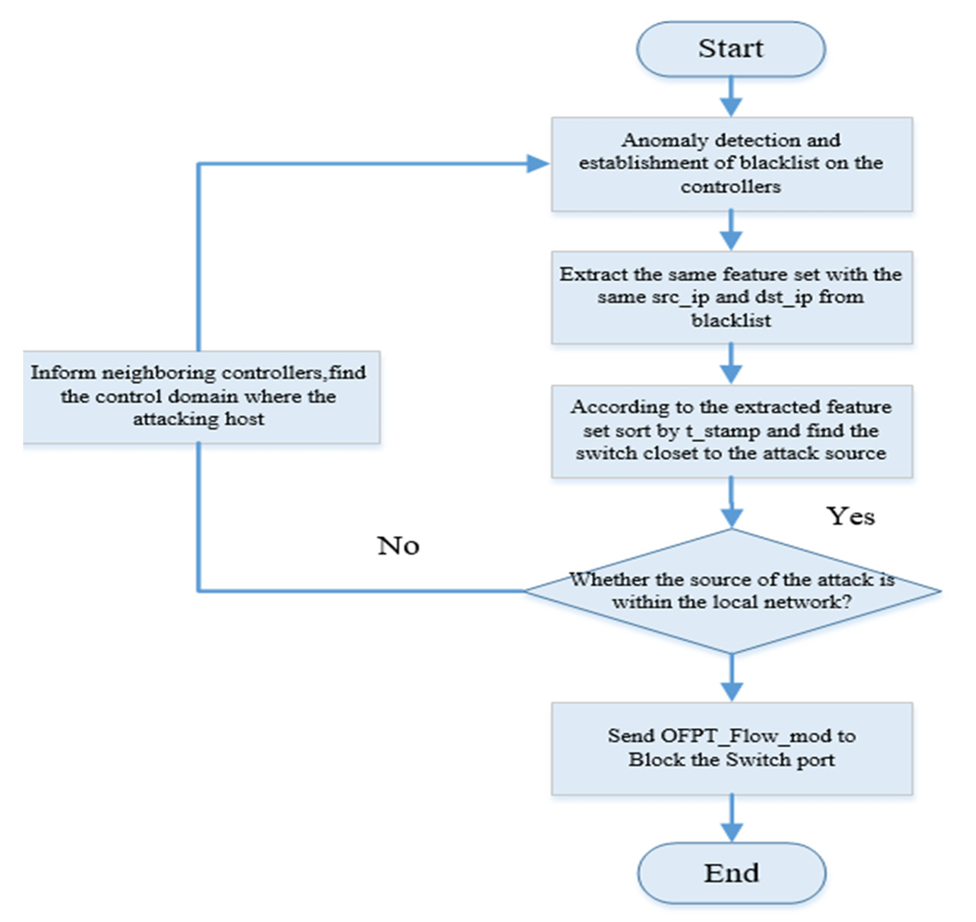 Start
Anomaly detection and
establishment of blacklist on the
controllers
Extract the same feature set with the
same src_ip and dst_ip from
blacklist
Inform neighboring controllers,find
the control domain where the
attacking host
According to the extracted feature
set sort by t_stamp and find the
switch closet to the attack source
Yes
No
Whether the source of the attack is
within the local network?
Send OFPT_Flow_mod to
Block the Switch port
End